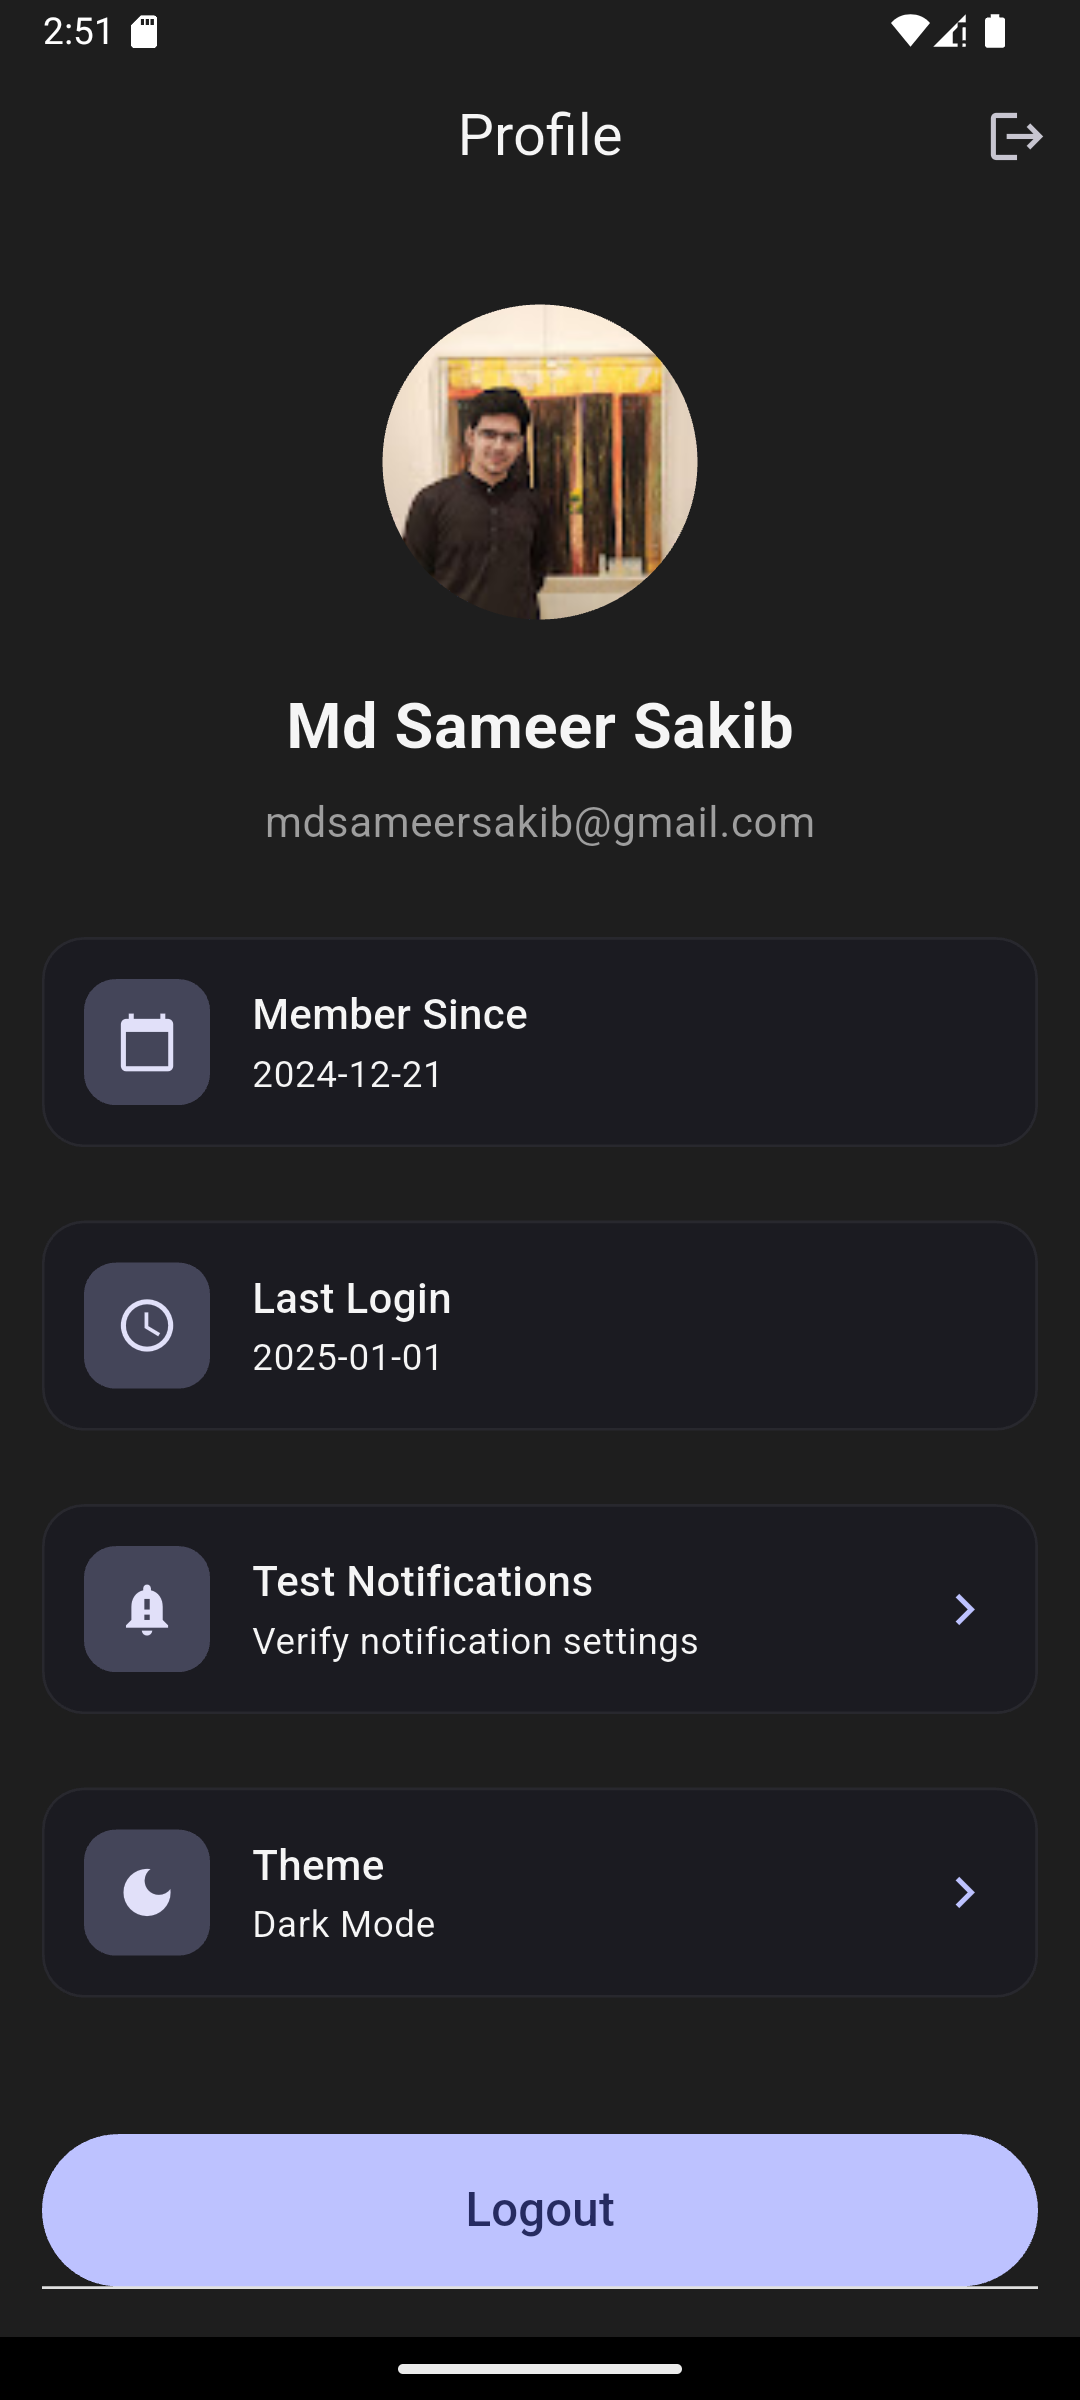 2:51
Profile
Md Sameer Sakib
mdsameersakib@gmail.com
Member Since
2024-12-21
Last Login
2025-01-01
Test Notifications
Verify notification settings
Theme
Dark Mode
Logout